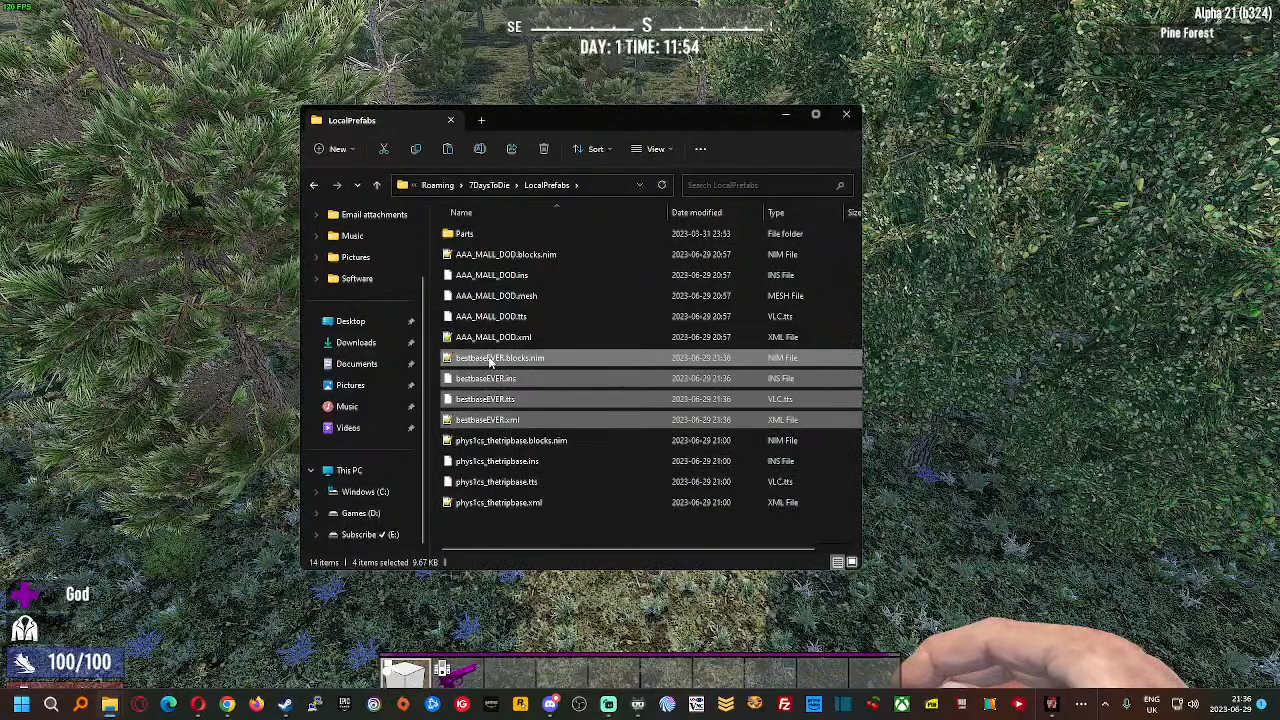 120 FPS
SE S
DAY: 1 TIME: 11:54
Alpha 21 (b324)
Pine Forest
LocalPrefabs
New
Sort
View
Roaming > 7DaysToDie > LocalPrefabs >
Search LocalPrefabs
Name Date modified Type Size
Email attachments
Music
Pictures
Software
Desktop
Downloads
Documents
Pictures
Music
Videos
This PC
Windows (C:)
Games (D:)
Subscribe ✔ (E:)
Parts 2023-03-31 23:53 File folder
AAA_MALL_DOD.blocks.nim 2023-06-29 20:57 NIM File
AAA_MALL_DOD.ins 2023-06-29 20:57 INS File
AAA_MALL_DOD.mesh 2023-06-29 20:57 MESH File
AAA_MALL_DOD.tts 2023-06-29 20:57 VLC.tts
AAA_MALL_DOD.xml 2023-06-29 20:57 XML File
bestbaseEVER.blocks.nim 2023-06-29 21:36 NIM File
bestbaseEVER.ins 2023-06-29 21:36 INS File
bestbaseEVER.tts 2023-06-29 21:36 VLC.tts
bestbaseEVER.xml 2023-06-29 21:36 XML File
phys1cs_thetripbase.blocks.nim 2023-06-29 21:00 NIM File
phys1cs_thetripbase.ins 2023-06-29 21:00 INS File
phys1cs_thetripbase.tts 2023-06-29 21:00 VLC.tts
phys1cs_thetripbase.xml 2023-06-29 21:00 XML File
14 items 4 items selected 9.67 KB
God
100/100
ENG
UK
21:36
2023-06-29